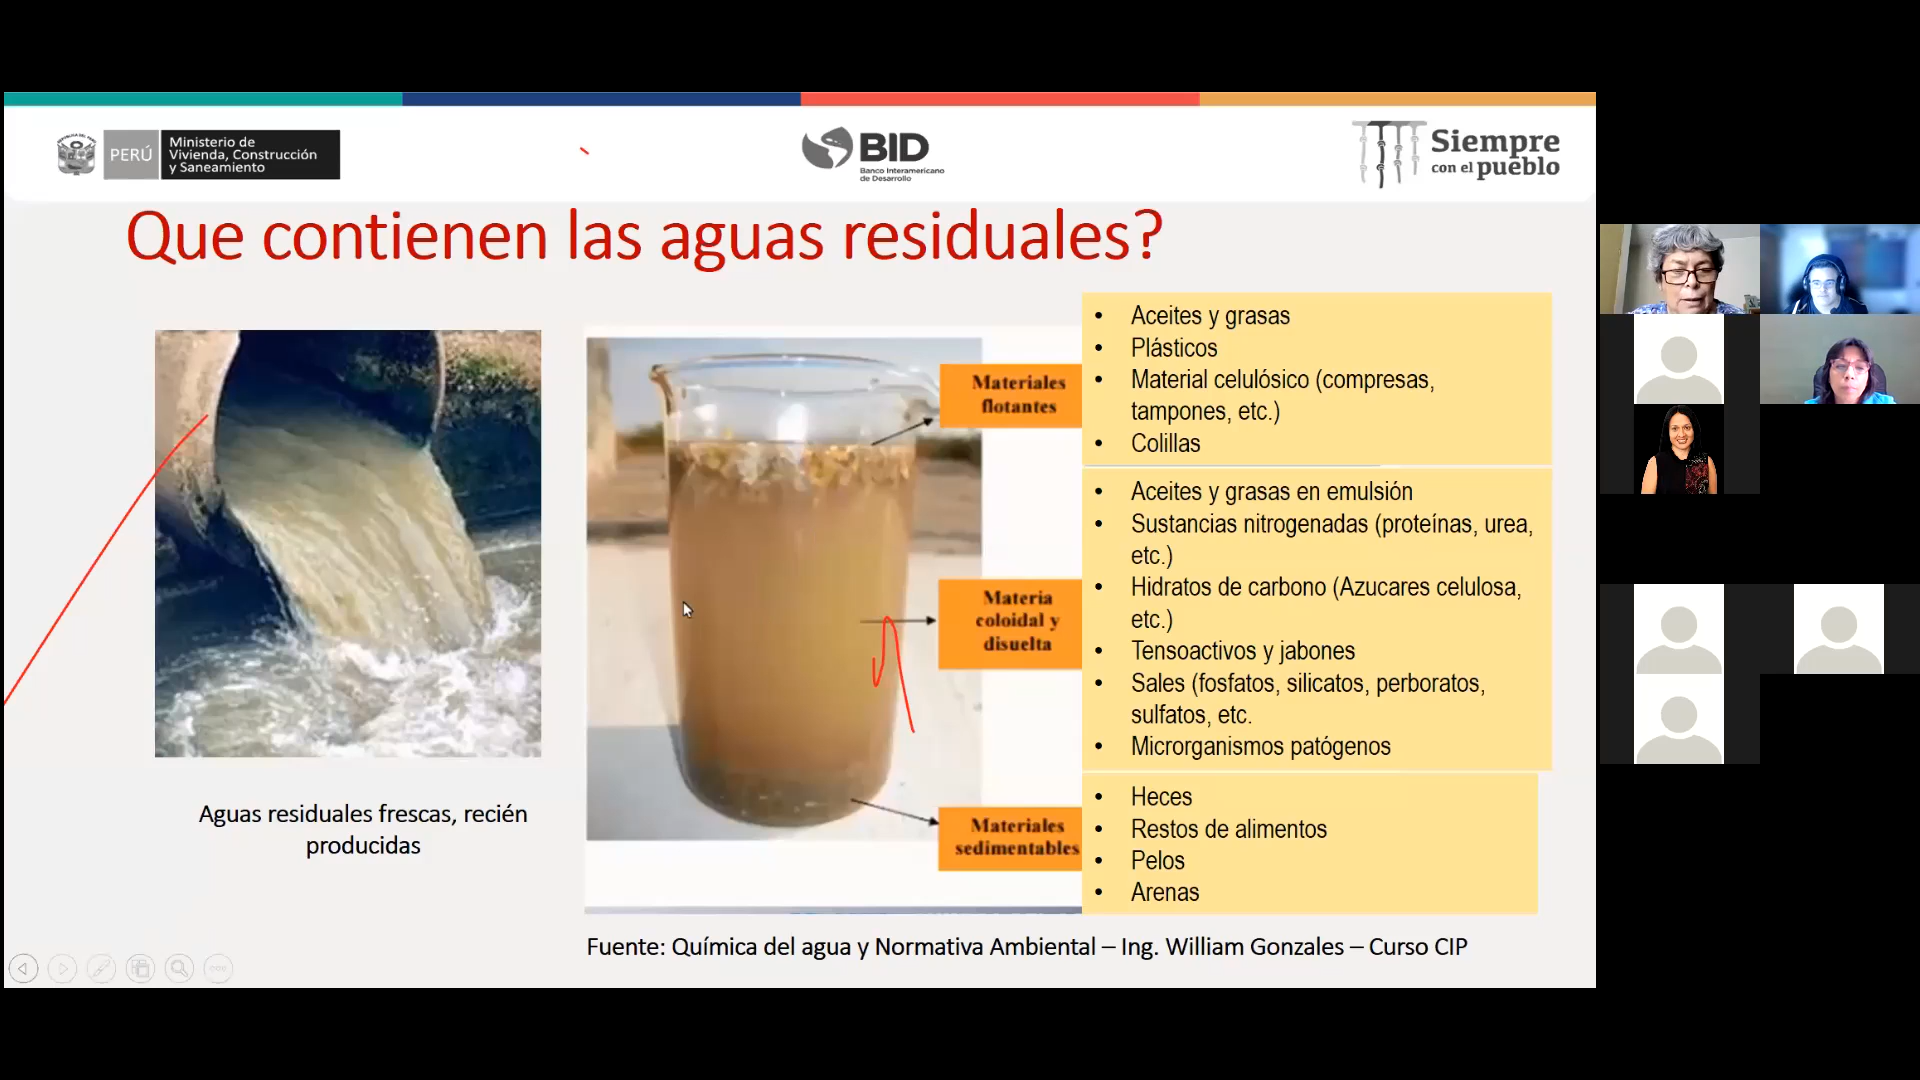 PERÚ
Ministerio de
Vivienda, Construcción
y Saneamiento
BID
Banco Interamericano
de Desarrollo
Siempre
con el pueblo
Que contienen las aguas residuales?
Aguas residuales frescas, recién
producidas
Materiales
flotantes
• Aceites y grasas
• Plásticos
• Material celulósico (compresas,
tampones, etc.)
• Colillas
Materia
coloidal y
disuelta
• Aceites y grasas en emulsión
• Sustancias nitrogenadas (proteínas, urea,
etc.)
• Hidratos de carbono (Azucares celulosa,
etc.)
• Tensoactivos y jabones
• Sales (fosfatos, silicatos, perboratos,
sulfatos, etc.
• Microrganismos patógenos
Materiales
sedimentables
• Heces
• Restos de alimentos
• Pelos
• Arenas
Fuente: Química del agua y Normativa Ambiental – Ing. William Gonzales – Curso CIP